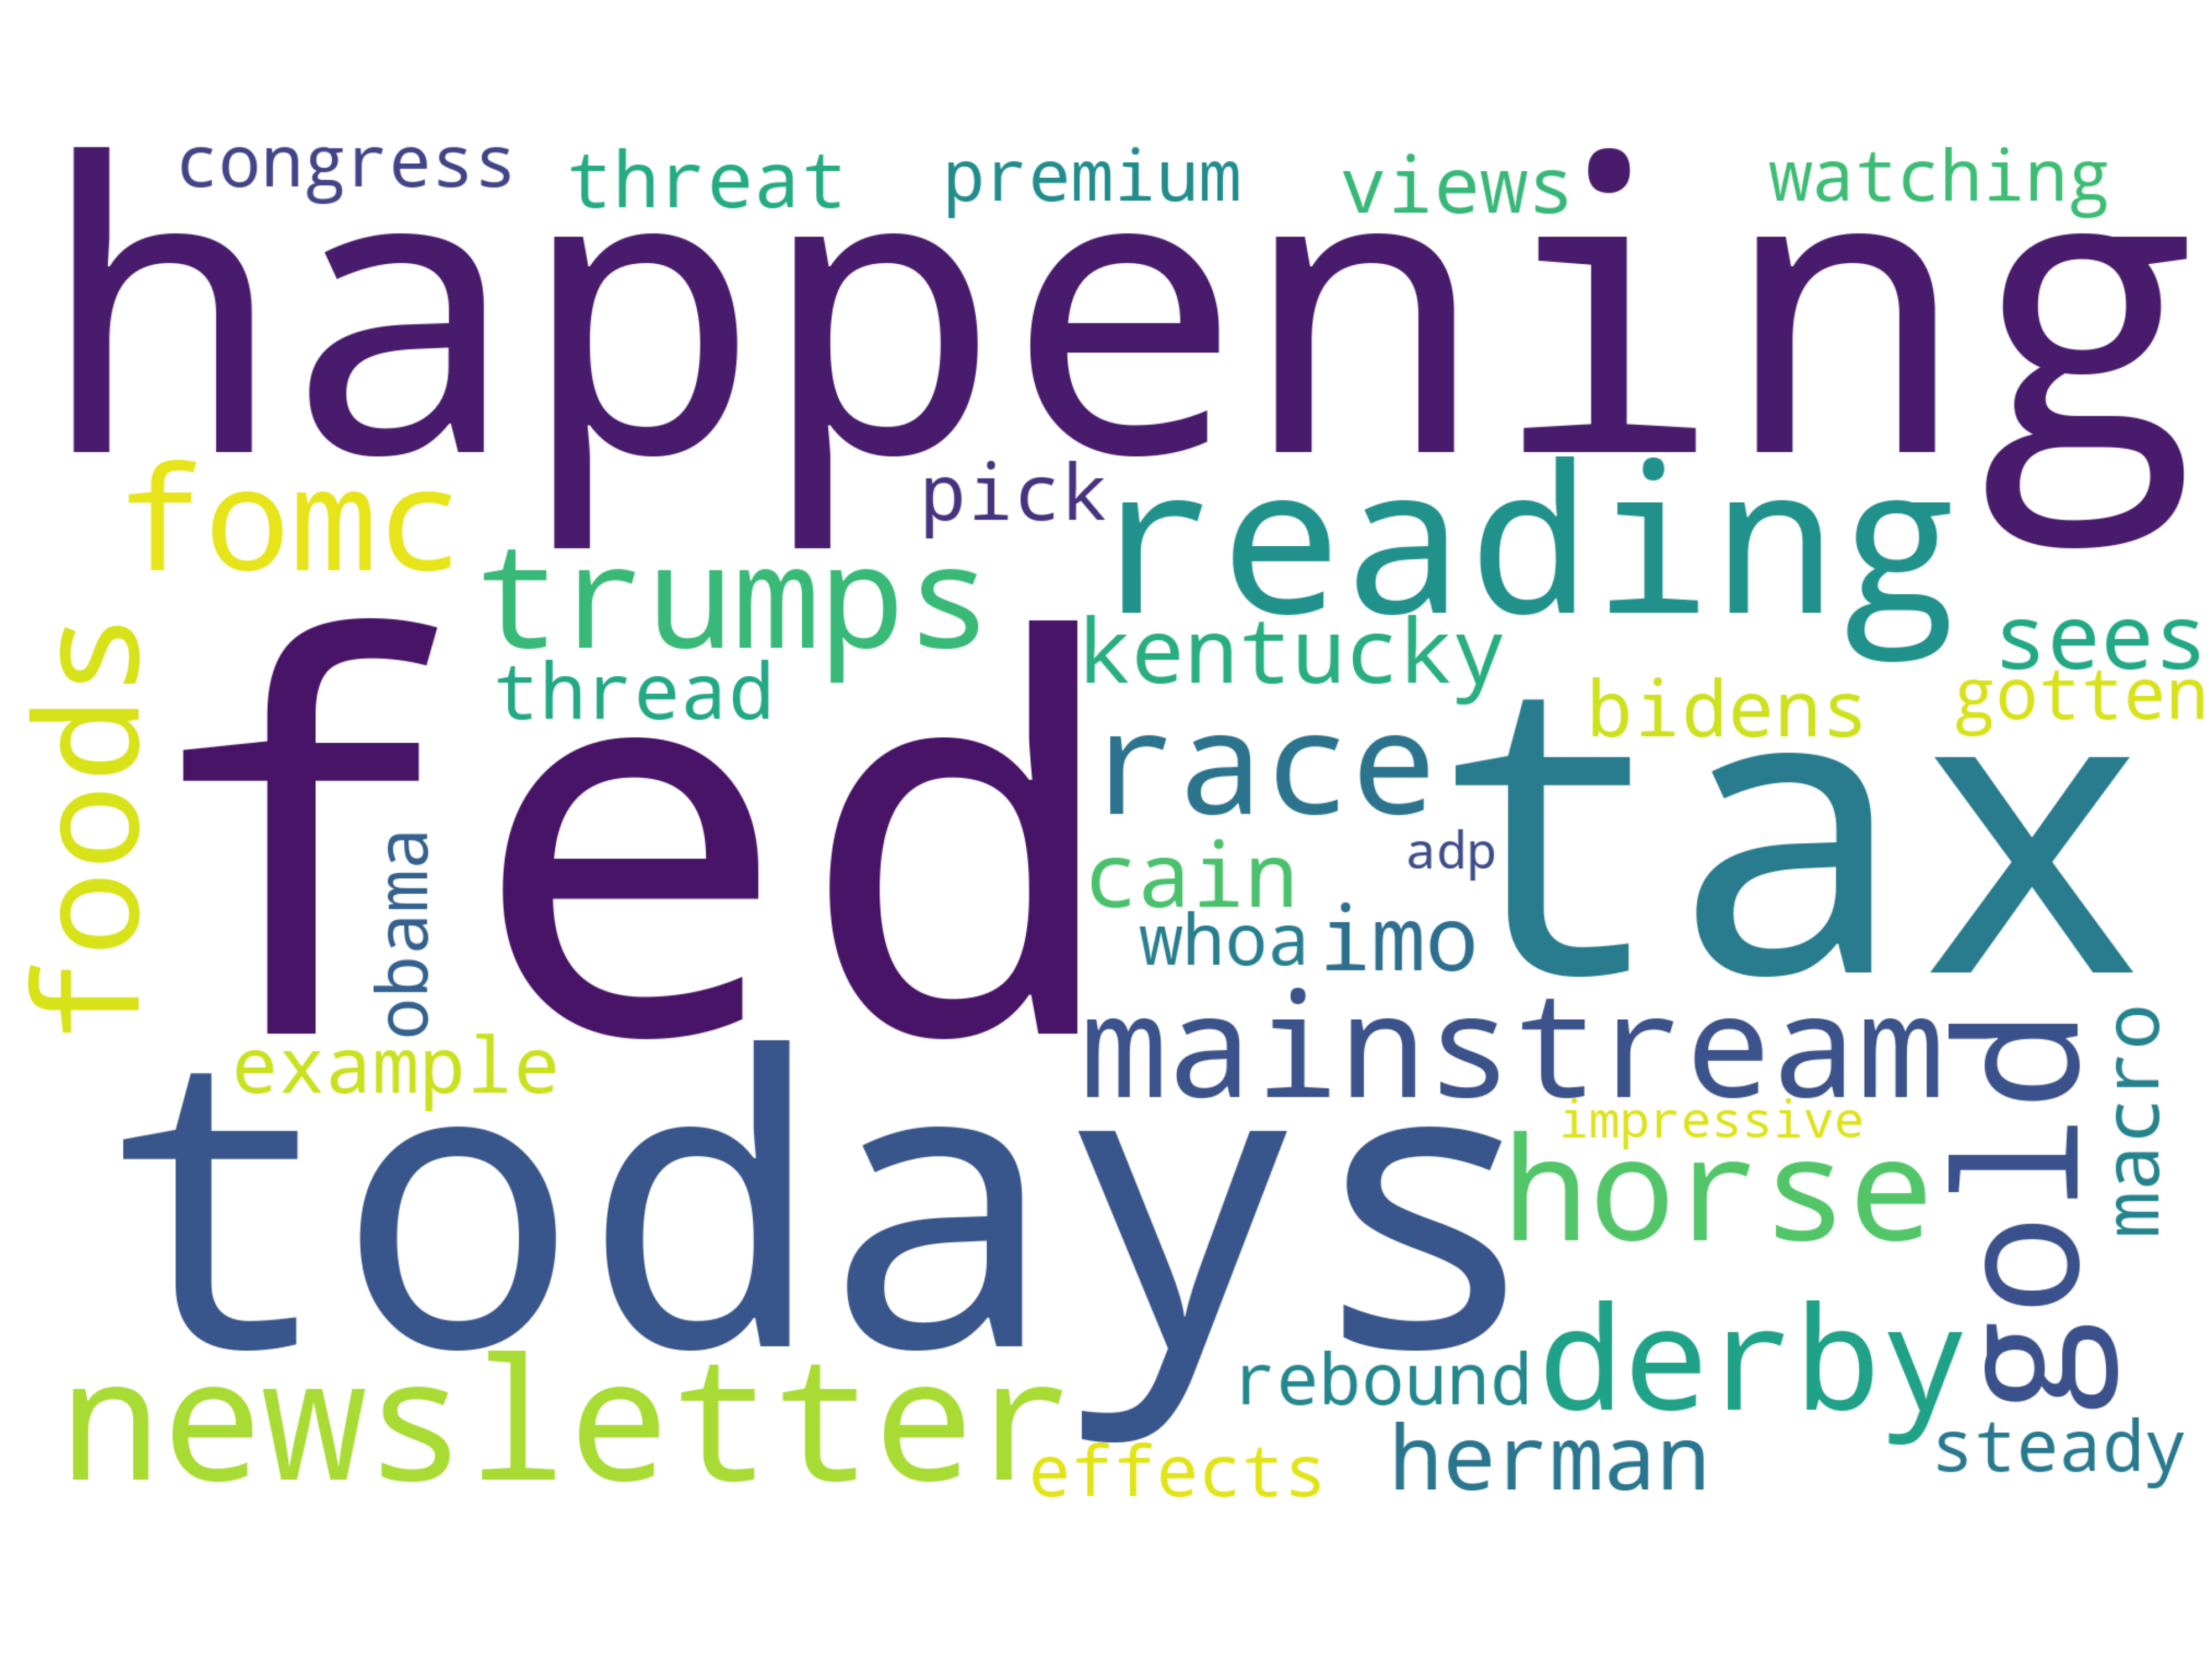 congress
threat
premium
views
watching
happening
fomc
pick
reading
trumps
kentucky
sees
foods
thread
bidens
gotten
fed
race
tax
obama
cain
adp
whoa
imo
example
mainstream
gold
macro
impressive
todays
horse
newsletter
rebound
derby
effects
herman
steady